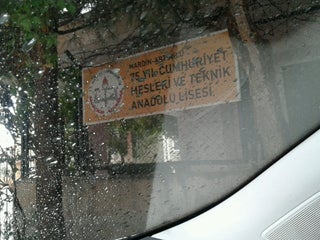 MARDİN-ARTUKLU
75.YIL CUMHURİYET
MESLEKİ VE TEKNİK
ANADOLU LİSESİ.